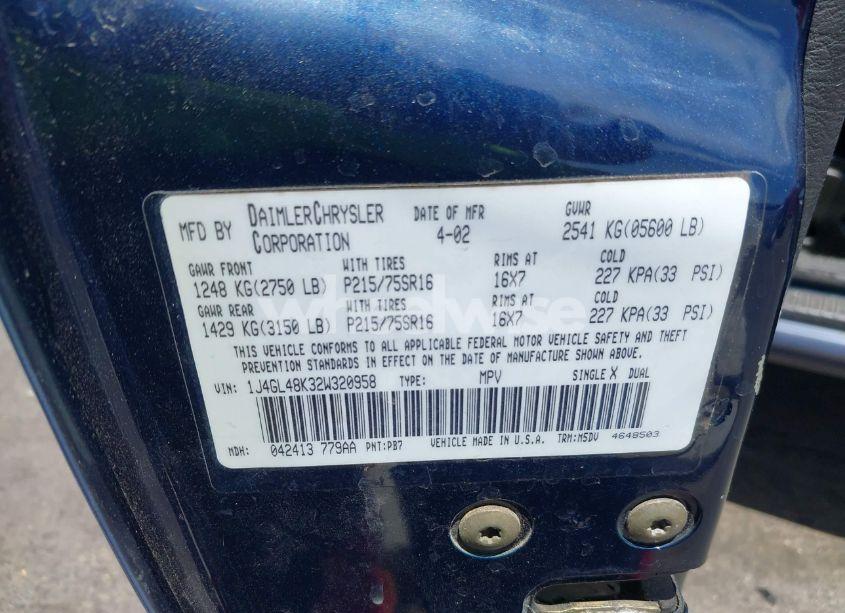 MFD BY DAIMLERCHRYSLER CORPORATION DATE OF MFR 4-02 GVWR 2541 KG(05600 LB)
GAWR FRONT WITH TIRES RIMS AT COLD
1248 KG(2750 LB) P215/75SR16 16X7 227 KPA(33 PSI)
GAWR REAR WITH TIRES RIMS AT COLD
1429 KG(3150 LB) P215/75SR16 16X7 227 KPA(33 PSI)
THIS VEHICLE CONFORMS TO ALL APPLICABLE FEDERAL MOTOR VEHICLE SAFETY AND THEFT
PREVENTION STANDARDS IN EFFECT ON THE DATE OF MANUFACTURE SHOWN ABOVE.
VIN: 1J4GL48K32W320958 TYPE: MPV SINGLE X DUAL
MDH: 042413 779AA PNT:PB7 VEHICLE MADE IN U.S.A. TRM:M5DV 4648503
wheelwise